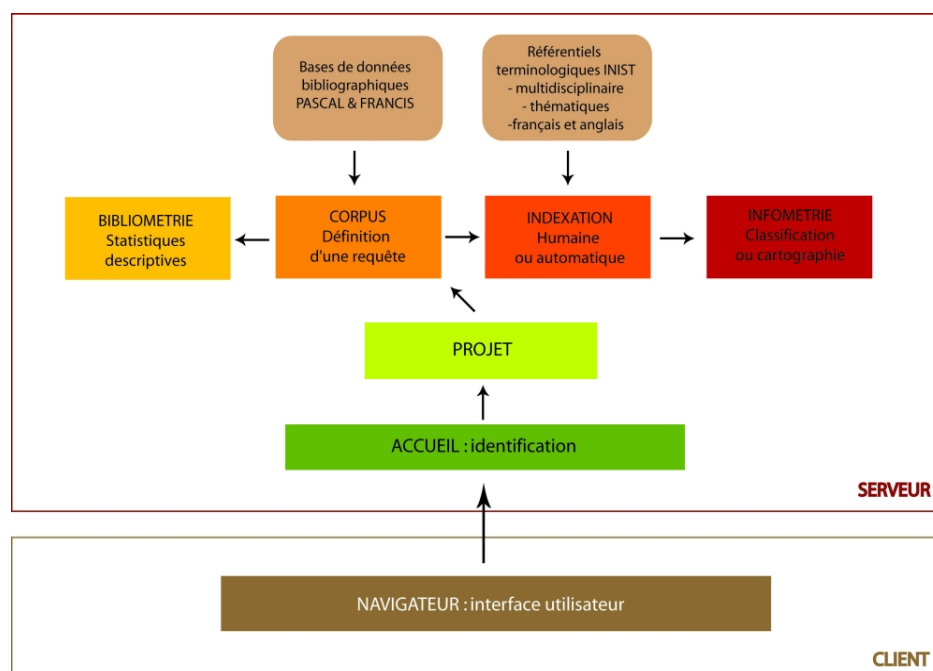 Bases de données
bibliographiques
PASCAL & FRANCIS
Référentiels
terminologiques INIST
- multidisciplinaire
- thématiques
-français et anglais
BIBLIOMETRIE
Statistiques
descriptives
CORPUS
Définition
d'une requête
INDEXATION
Humaine
ou automatique
INFOMETRIE
Classification
ou cartographie
PROJET
ACCUEIL : identification
SERVEUR
NAVIGATEUR : interface utilisateur
CLIENT